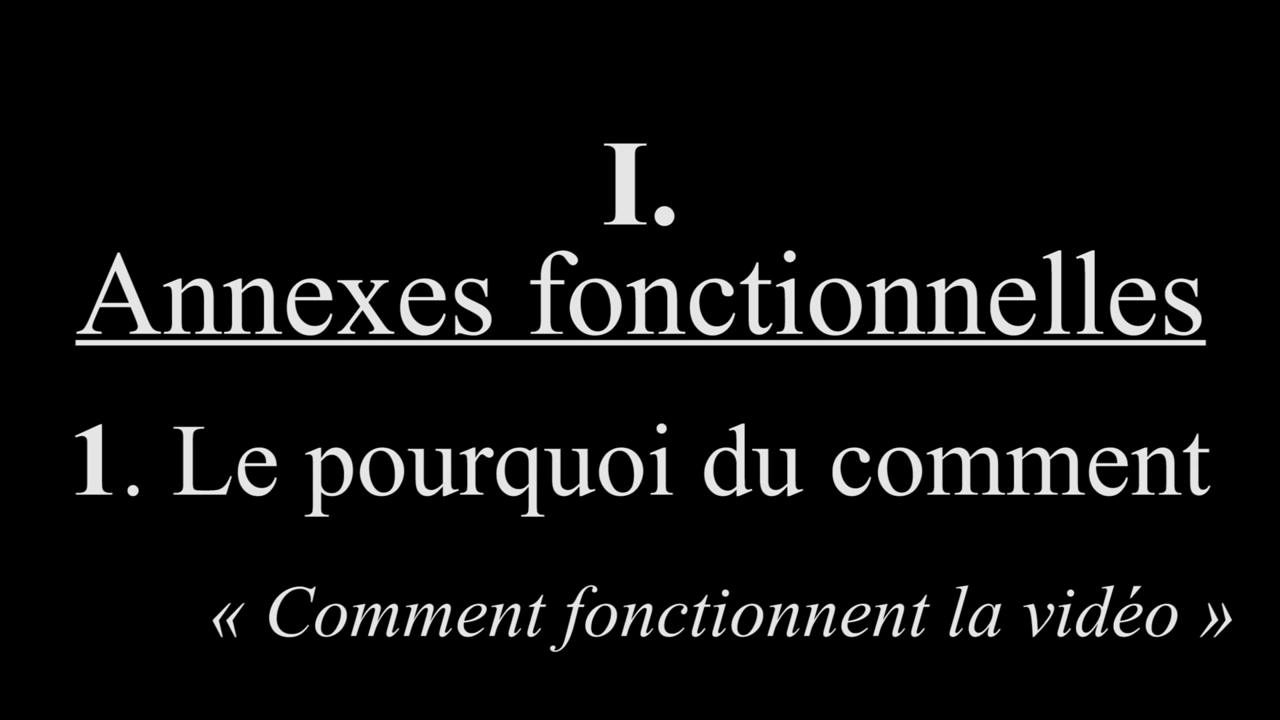 I.
Annexes fonctionnelles
1. Le pourquoi du comment
« Comment fonctionnent la vidéo »